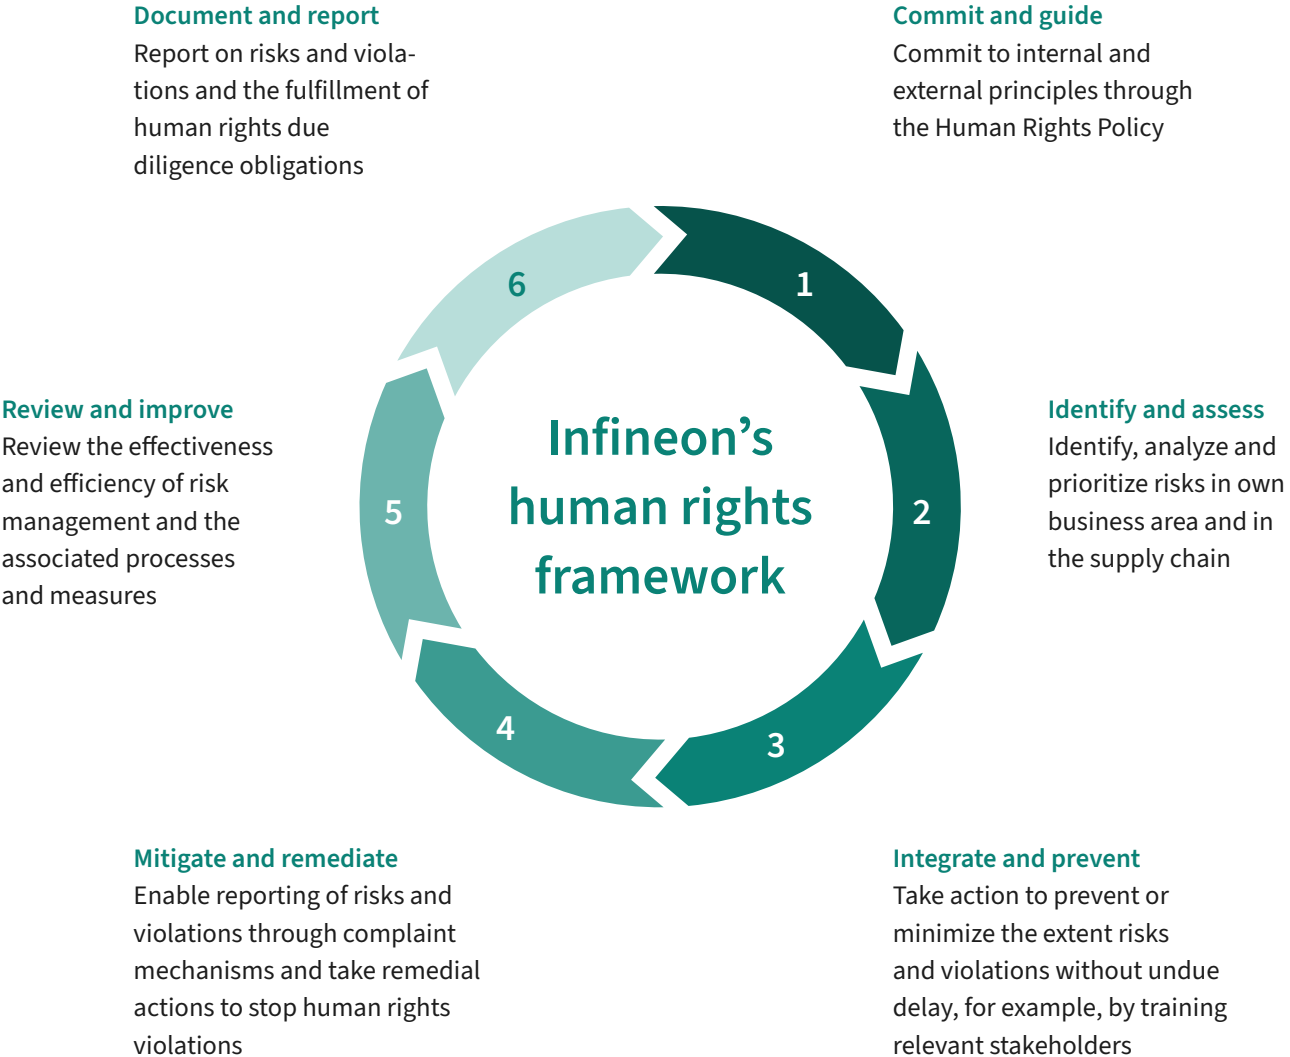 Document and report
Report on risks and viola-
tions and the fulfillment of
human rights due
diligence obligations
Commit and guide
Commit to internal and
external principles through
the Human Rights Policy
6
1
Review and improve
Review the effectiveness
and efficiency of risk
management and the
associated processes
and measures
5
Infineon’s
human rights
framework
2
Identify and assess
Identify, analyze and
prioritize risks in own
business area and in
the supply chain
4
3
Mitigate and remediate
Enable reporting of risks and
violations through complaint
mechanisms and take remedial
actions to stop human rights
violations
Integrate and prevent
Take action to prevent or
minimize the extent risks
and violations without undue
delay, for example, by training
relevant stakeholders